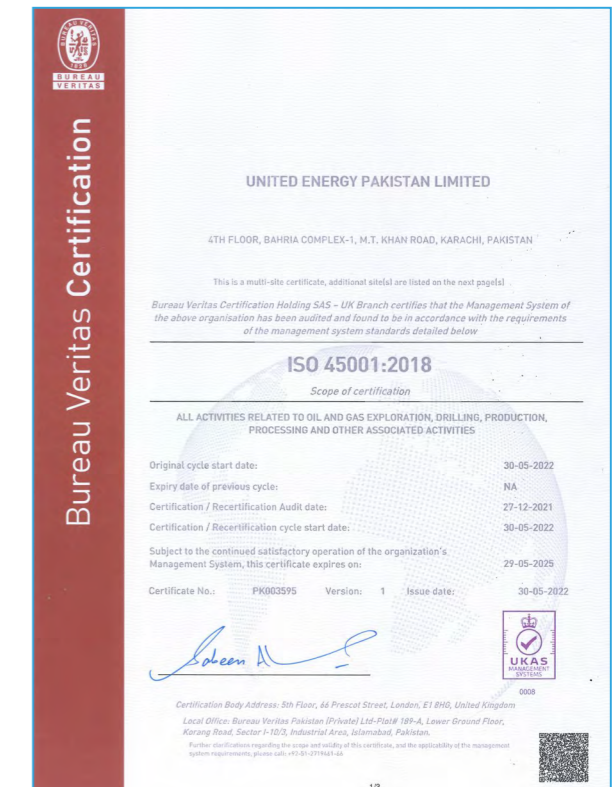 BUREAU VERITAS
1828
BUREAU
VERITAS
Bureau Veritas Certification
UNITED ENERGY PAKISTAN LIMITED
4TH FLOOR, BAHRIA COMPLEX-1, M.T. KHAN ROAD, KARACHI, PAKISTAN
This is a multi-site certificate, additional site(s) are listed on the next page(s)
Bureau Veritas Certification Holding SAS – UK Branch certifies that the Management System of
the above organisation has been audited and found to be in accordance with the requirements
of the management system standards detailed below
ISO 45001:2018
Scope of certification
ALL ACTIVITIES RELATED TO OIL AND GAS EXPLORATION, DRILLING, PRODUCTION,
PROCESSING AND OTHER ASSOCIATED ACTIVITIES
Original cycle start date: 30-05-2022
Expiry date of previous cycle: NA
Certification / Recertification Audit date: 27-12-2021
Certification / Recertification cycle start date: 30-05-2022
Subject to the continued satisfactory operation of the organization's
Management System, this certificate expires on: 29-05-2025
Certificate No.: PK003595 Version: 1 Issue date: 30-05-2022
UKAS
MANAGEMENT
SYSTEMS
0008
Certification Body Address: 5th Floor, 66 Prescot Street, London, E1 8HG, United Kingdom
Local Office: Bureau Veritas Pakistan (Private) Ltd-Plot# 189-A, Lower Ground Floor,
Korang Road, Sector I-10/3, Industrial Area, Islamabad, Pakistan.
Further clarifications regarding the scope and validity of this certificate, and the applicability of the management
system requirements, please call: +92-51-2719661-66